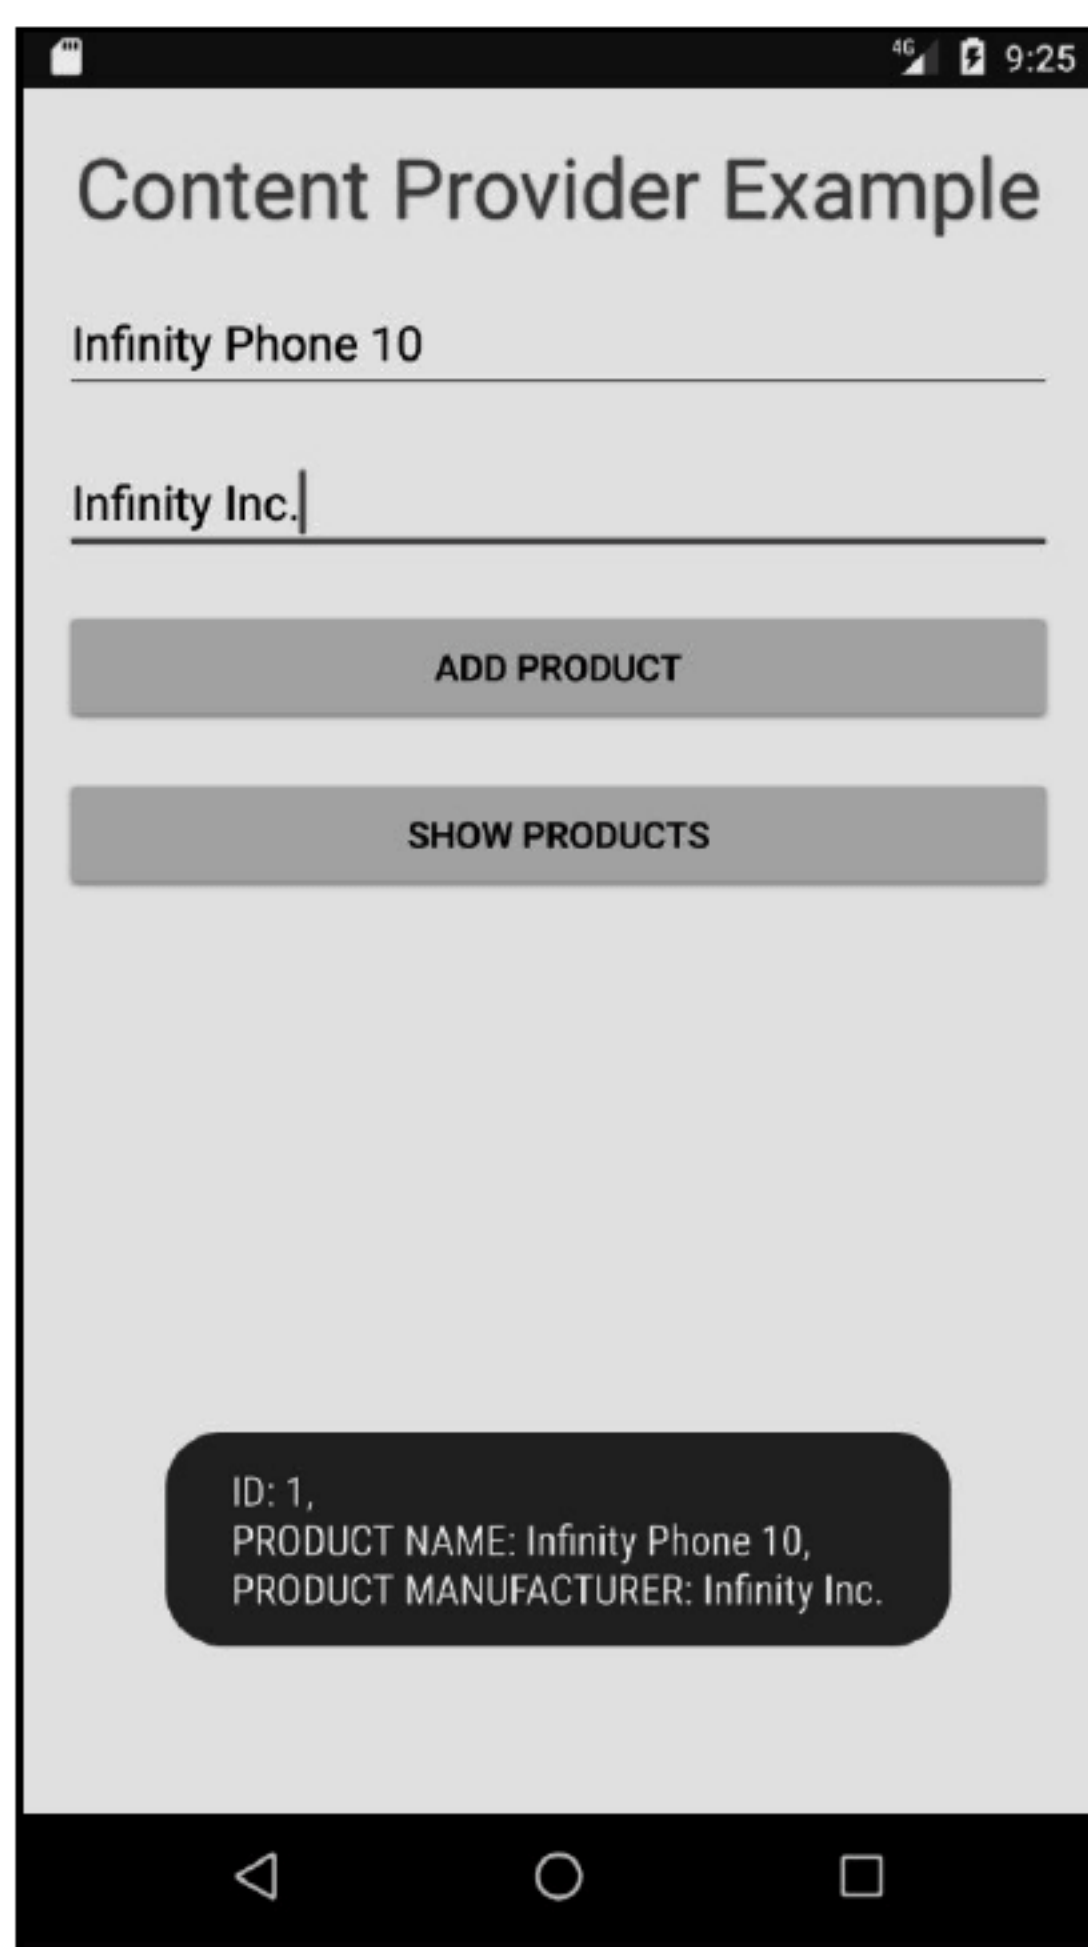 4G 9:25
Content Provider Example
Infinity Phone 10
Infinity Inc.
ADD PRODUCT
SHOW PRODUCTS
ID: 1,
PRODUCT NAME: Infinity Phone 10,
PRODUCT MANUFACTURER: Infinity Inc.